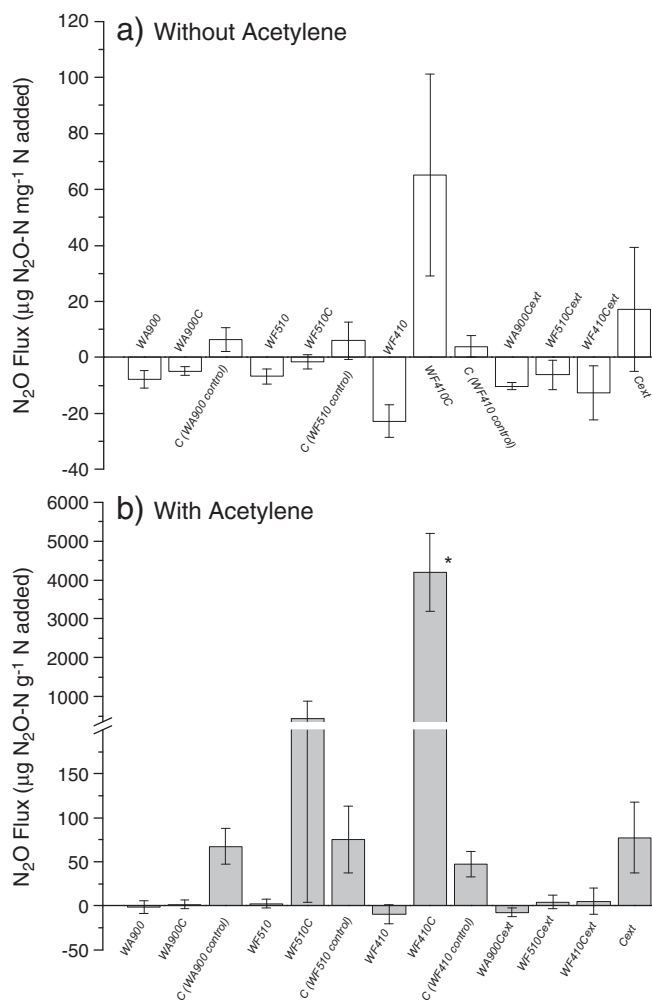 a) Without Acetylene
N₂O Flux (µg N₂O-N mg⁻¹ N added)
120
100
80
60
40
20
0
-20
-40
WA900
WA900C
C (WA900 control)
WF510
WF510C
C (WF510 control)
WF410
WF410C
C (WF410 control)
WA900Cext
WF510Cext
WF410Cext
Cext
b) With Acetylene
N₂O Flux (µg N₂O-N g⁻¹ N added)
6000
5000
4000
3000
2000
1000
150
100
50
0
-50
*
WA900
WA900C
C (WA900 control)
WF510
WF510C
C (WF510 control)
WF410
WF410C
C (WF410 control)
WA900Cext
WF510Cext
WF410Cext
Cext